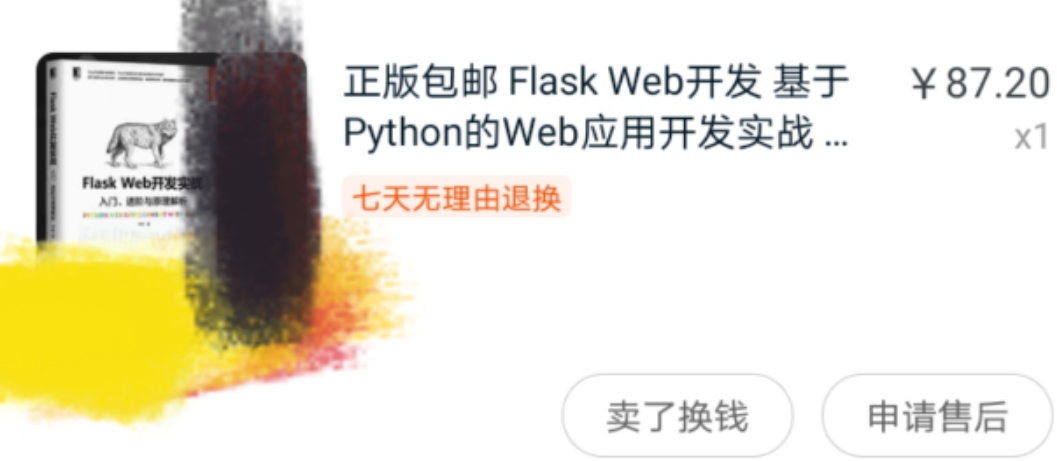 Flask Web开发实战
入门、进阶与原理解析
正版包邮 Flask Web开发 基于
Python的Web应用开发实战 ...
¥87.20
x1
七天无理由退换
卖了换钱
申请售后